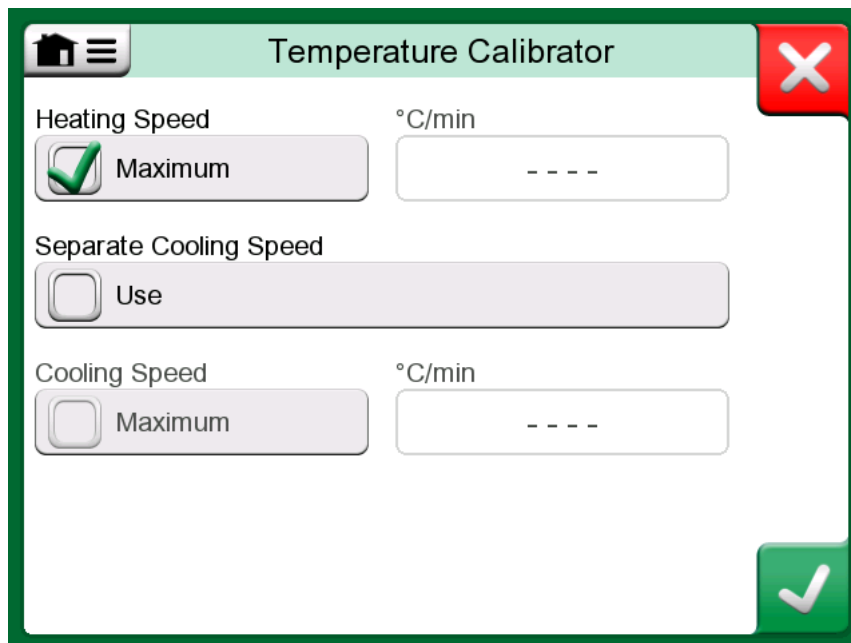 Temperature Calibrator
Heating Speed
°C/min
Maximum
- - - -
Separate Cooling Speed
Use
Cooling Speed
°C/min
Maximum
- - - -